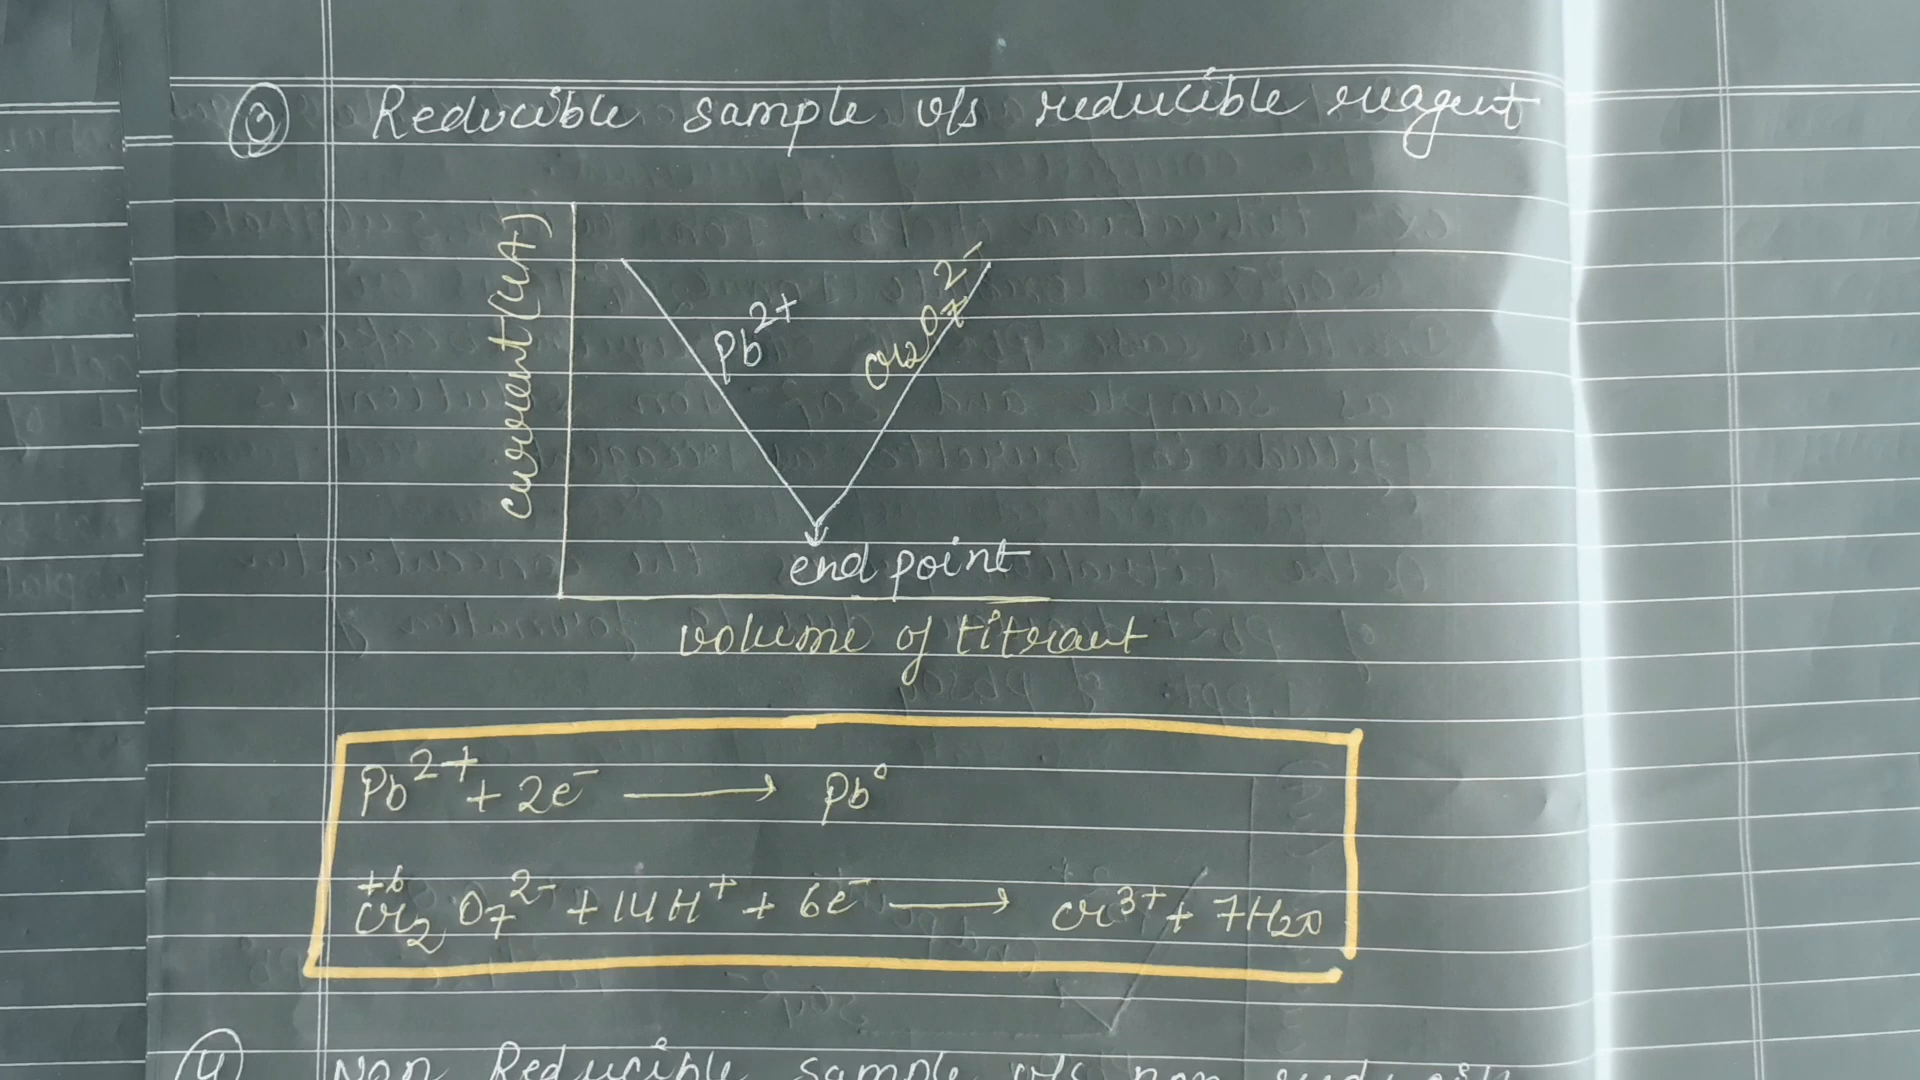 ③ Reducible sample v/s reducible reagent
current (uA)
Pb²⁺
Cr₂O₇²⁻
end point
volume of titrant
Pb²⁺ + 2e⁻ ⟶ Pb°
+6
Cr₂O₇²⁻ + 14H⁺ + 6e⁻ ⟶ Cr³⁺ + 7H₂O
④ Non Reducible sample v/s non